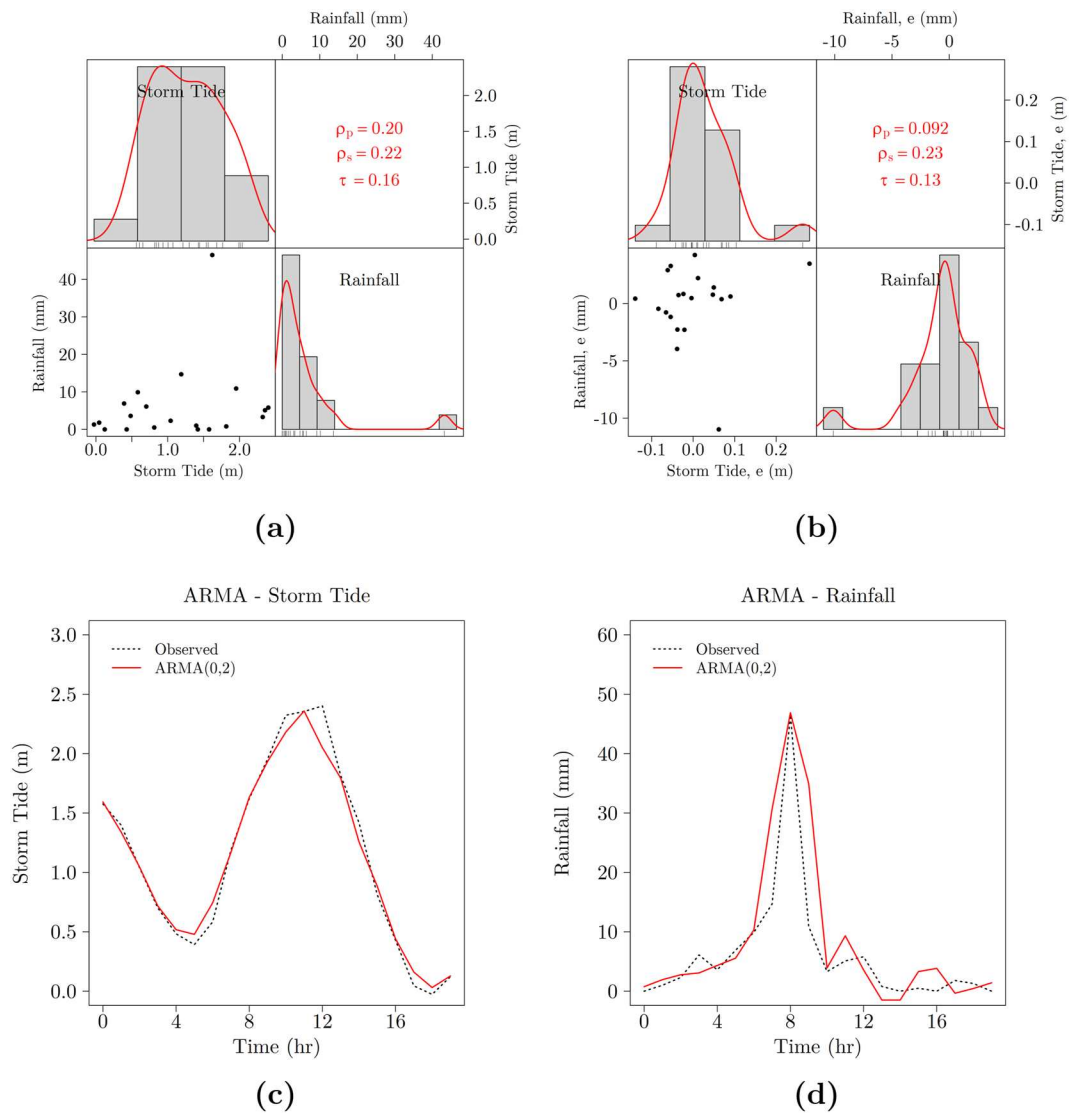 Rainfall (mm)
0 10 20 30 40
Storm Tide
ρp = 0.20
ρs = 0.22
τ = 0.16
2.0
1.5
1.0
0.5
0.0
Storm Tide (m)
Rainfall
40
30
20
10
0
Rainfall (mm)
0.0 1.0 2.0
Storm Tide (m)
(a)
Rainfall, e (mm)
-10 -5 0
Storm Tide
ρp = 0.092
ρs = 0.23
τ = 0.13
0.2
0.1
0.0
-0.1
Storm Tide, e (m)
Rainfall
0
-5
-10
Rainfall, e (mm)
-0.1 0.0 0.1 0.2
Storm Tide, e (m)
(b)
ARMA - Storm Tide
Observed
ARMA(0,2)
3.0
2.5
2.0
1.5
1.0
0.5
0.0
Storm Tide (m)
0 4 8 12 16
Time (hr)
(c)
ARMA - Rainfall
Observed
ARMA(0,2)
60
50
40
30
20
10
0
Rainfall (mm)
0 4 8 12 16
Time (hr)
(d)